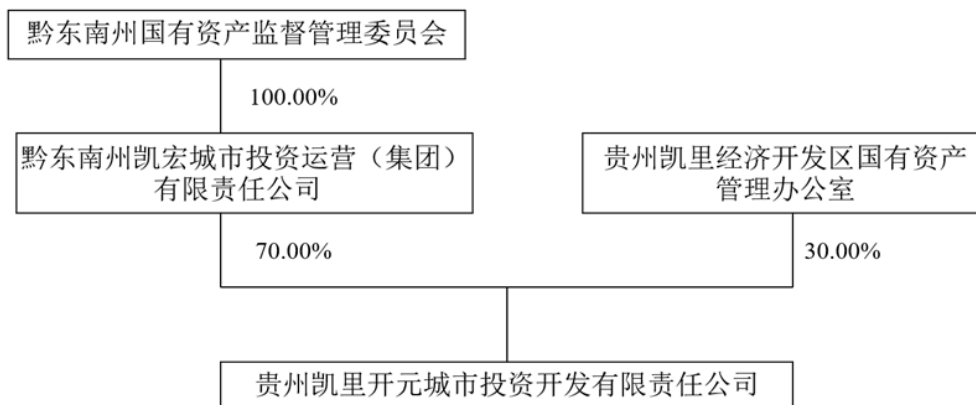 黔东南州国有资产监督管理委员会
100.00%
黔东南州凯宏城市投资运营（集团）
有限责任公司
贵州凯里经济开发区国有资产
管理办公室
70.00%
30.00%
贵州凯里开元城市投资开发有限责任公司